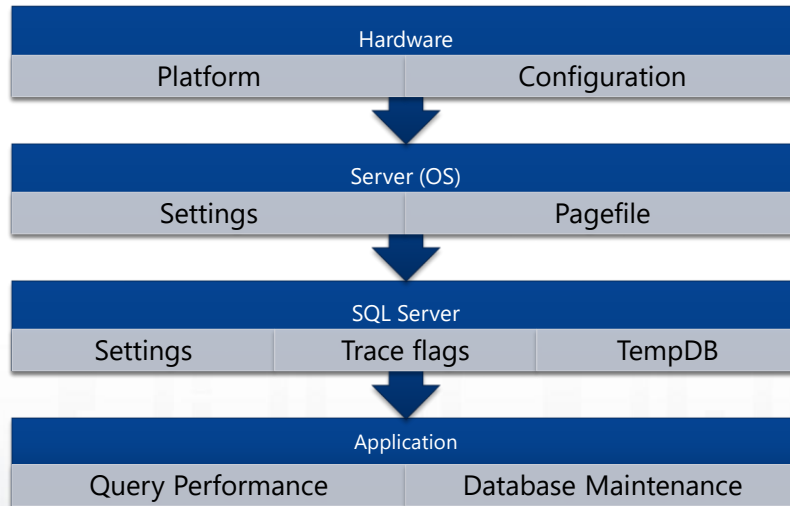 Hardware
Platform Configuration
Server (OS)
Settings Pagefile
SQL Server
Settings Trace flags TempDB
Application
Query Performance Database Maintenance